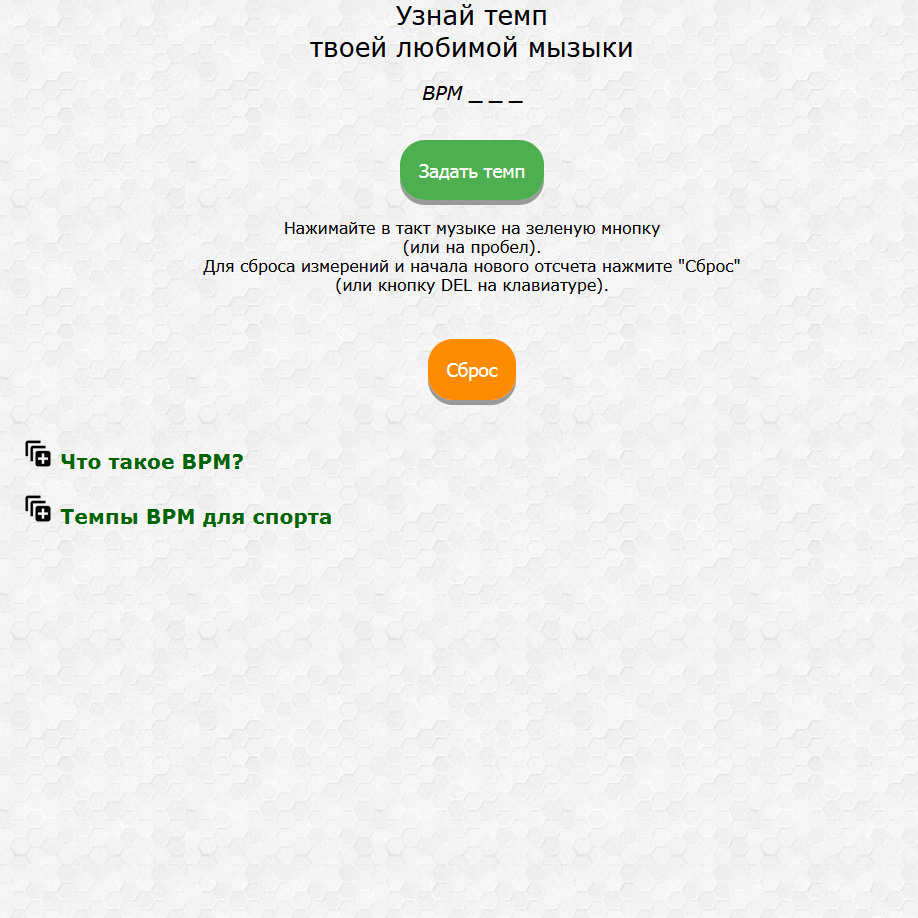 Узнай темп
твоей любимой мызыки
BPM _ _ _
Задать темп
Нажимайте в такт музыке на зеленую мнопку
(или на пробел).
Для сброса измерений и начала нового отсчета нажмите "Сброс"
(или кнопку DEL на клавиатуре).
Сброс
Что такое BPM?
Темпы BPM для спорта